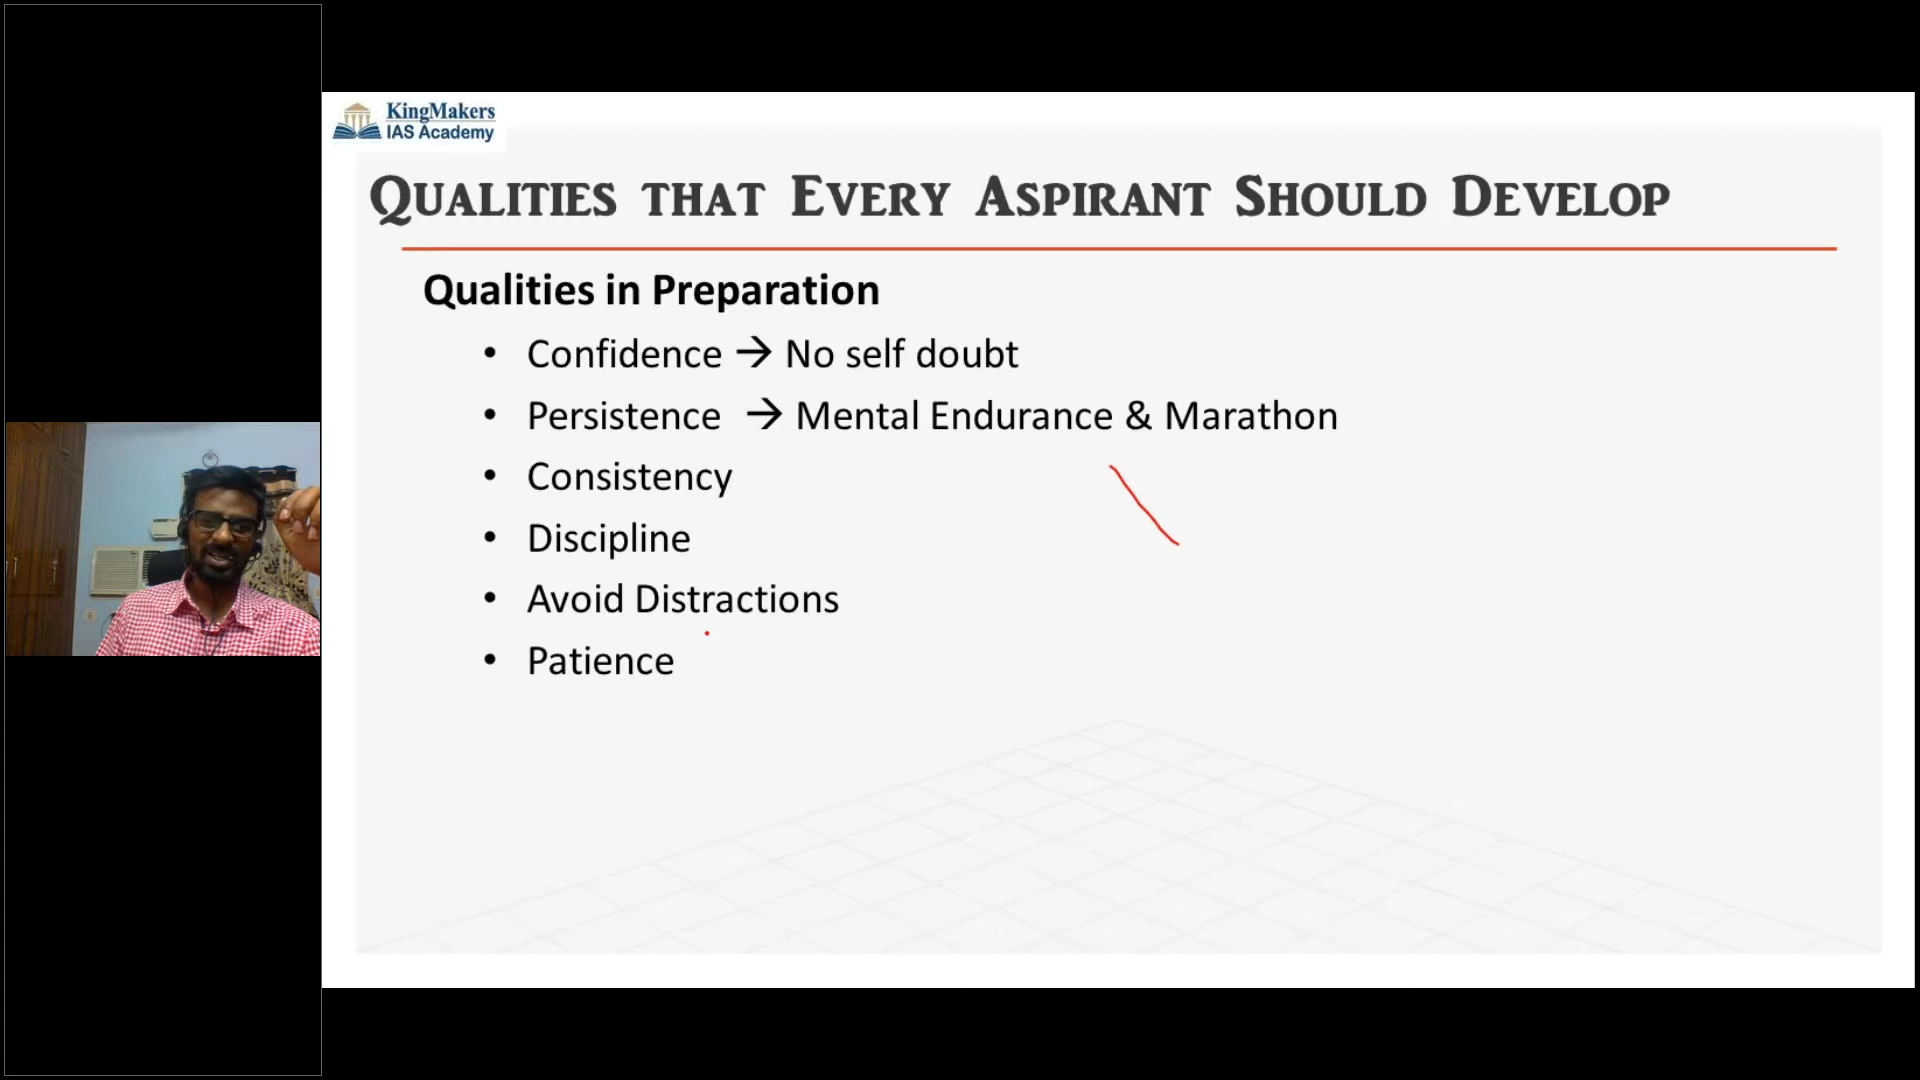 KingMakers
IAS Academy
Qualities that Every Aspirant Should Develop
Qualities in Preparation
• Confidence → No self doubt
• Persistence → Mental Endurance & Marathon
• Consistency
• Discipline
• Avoid Distractions
• Patience